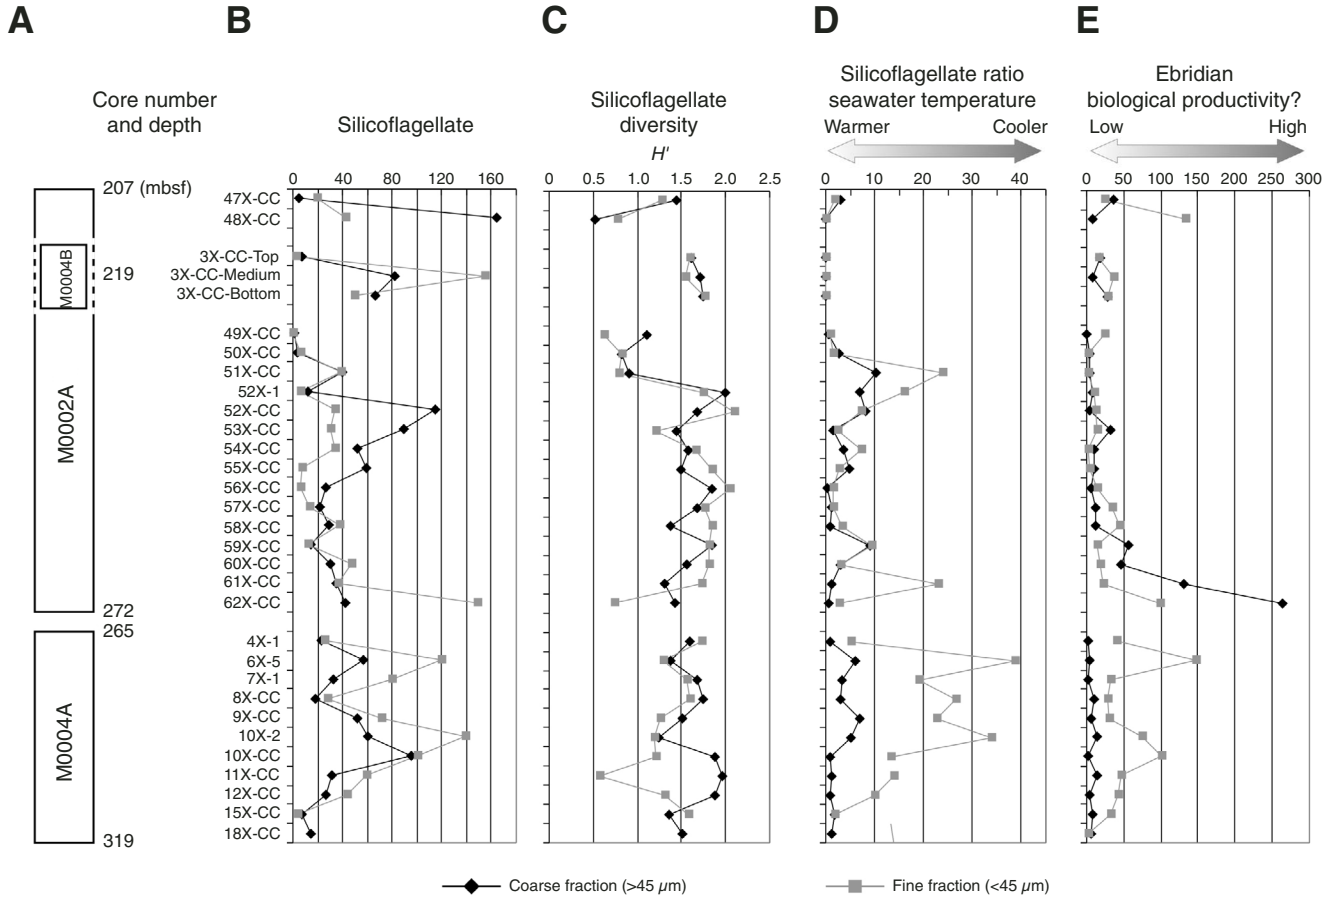 A
B
C
D
E
Core number
and depth
Silicoflagellate
Silicoflagellate
diversity
H'
Silicoflagellate ratio
seawater temperature
Warmer Cooler
Ebridian
biological productivity?
Low High
0 40 80 120 160
0 0.5 1.0 1.5 2.0 2.5
0 10 20 30 40
0 50 100 150 200 250 300
207 (mbsf)
47X-CC
48X-CC
M0004B
219
3X-CC-Top
3X-CC-Medium
3X-CC-Bottom
M0002A
49X-CC
50X-CC
51X-CC
52X-1
52X-CC
53X-CC
54X-CC
55X-CC
56X-CC
57X-CC
58X-CC
59X-CC
60X-CC
61X-CC
62X-CC
272
265
M0004A
4X-1
6X-5
7X-1
8X-CC
9X-CC
10X-2
10X-CC
11X-CC
12X-CC
15X-CC
18X-CC
319
Coarse fraction (>45 µm)
Fine fraction (<45 µm)